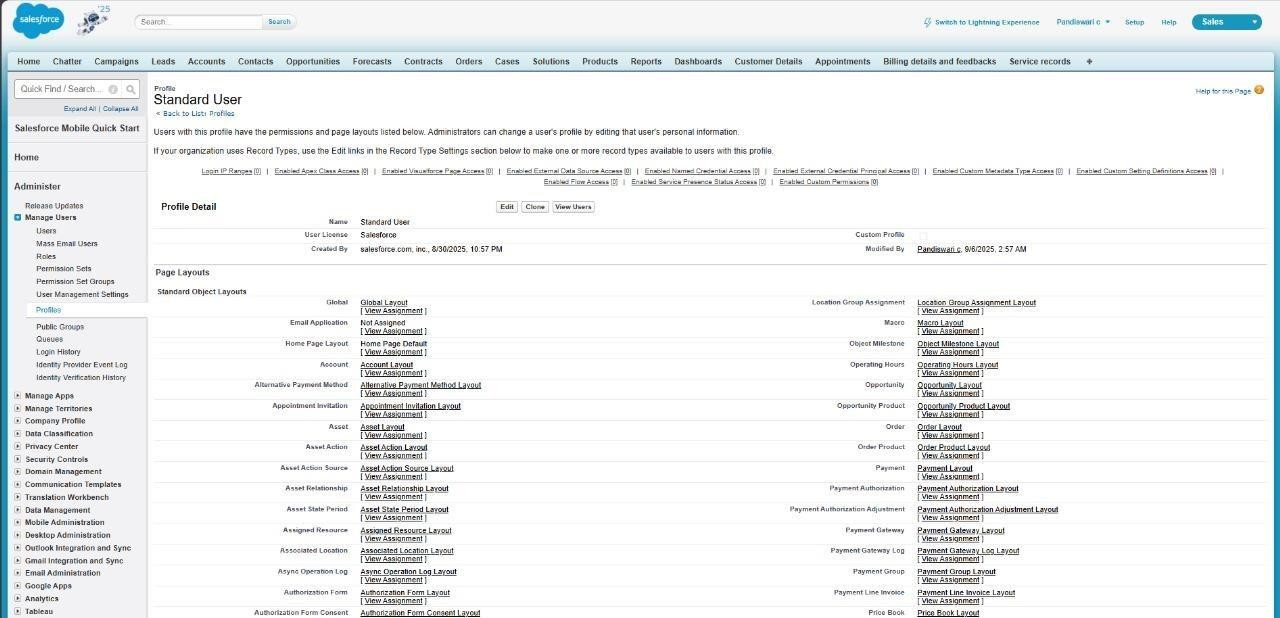 salesforce
'25
Search...
Search
Switch to Lightning Experience
Pandiswari c
Setup
Help
Sales
Home Chatter Campaigns Leads Accounts Contacts Opportunities Forecasts Contracts Orders Cases Solutions Products Reports Dashboards Customer Details Appointments Billing details and feedbacks Service records +
Quick Find / Search...
Expand All | Collapse All
Salesforce Mobile Quick Start
Home
Administer
Release Updates
Manage Users
Users
Mass Email Users
Roles
Permission Sets
Permission Set Groups
User Management Settings
Profiles
Public Groups
Queues
Login History
Identity Provider Event Log
Identity Verification History
Manage Apps
Manage Territories
Company Profile
Data Classification
Privacy Center
Security Controls
Domain Management
Communication Templates
Translation Workbench
Data Management
Mobile Administration
Desktop Administration
Outlook Integration and Sync
Gmail Integration and Sync
Email Administration
Google Apps
Analytics
Tableau
Profile
Standard User
« Back to List: Profiles
Help for this Page
Users with this profile have the permissions and page layouts listed below. Administrators can change a user's profile by editing that user's personal information.
If your organization uses Record Types, use the Edit links in the Record Type Settings section below to make one or more record types available to users with this profile.
Login IP Ranges [0] | Enabled Apex Class Access [0] | Enabled Visualforce Page Access [0] | Enabled External Data Source Access [0] | Enabled Named Credential Access [0] | Enabled External Credential Principal Access [0] | Enabled Custom Metadata Type Access [0] | Enabled Custom Setting Definitions Access [0] |
Enabled Flow Access [0] | Enabled Service Presence Status Access [0] | Enabled Custom Permissions [0]
Profile Detail Edit Clone View Users
Name Standard User
User License Salesforce Custom Profile
Created By salesforce.com, inc., 8/30/2025, 10:57 PM Modified By Pandiswari c, 9/6/2025, 2:57 AM
Page Layouts
Standard Object Layouts
Global Global Layout Location Group Assignment Location Group Assignment Layout
[ View Assignment ] [ View Assignment ]
Email Application Not Assigned Macro Macro Layout
[ View Assignment ] [ View Assignment ]
Home Page Layout Home Page Default Object Milestone Object Milestone Layout
[ View Assignment ] [ View Assignment ]
Account Account Layout Operating Hours Operating Hours Layout
[ View Assignment ] [ View Assignment ]
Alternative Payment Method Alternative Payment Method Layout Opportunity Opportunity Layout
[ View Assignment ] [ View Assignment ]
Appointment Invitation Appointment Invitation Layout Opportunity Product Opportunity Product Layout
[ View Assignment ] [ View Assignment ]
Asset Asset Layout Order Order Layout
[ View Assignment ] [ View Assignment ]
Asset Action Asset Action Layout Order Product Order Product Layout
[ View Assignment ] [ View Assignment ]
Asset Action Source Asset Action Source Layout Payment Payment Layout
[ View Assignment ] [ View Assignment ]
Asset Relationship Asset Relationship Layout Payment Authorization Payment Authorization Layout
[ View Assignment ] [ View Assignment ]
Asset State Period Asset State Period Layout Payment Authorization Adjustment Payment Authorization Adjustment Layout
[ View Assignment ] [ View Assignment ]
Assigned Resource Assigned Resource Layout Payment Gateway Payment Gateway Layout
[ View Assignment ] [ View Assignment ]
Associated Location Associated Location Layout Payment Gateway Log Payment Gateway Log Layout
[ View Assignment ] [ View Assignment ]
Async Operation Log Async Operation Log Layout Payment Group Payment Group Layout
[ View Assignment ] [ View Assignment ]
Authorization Form Authorization Form Layout Payment Line Invoice Payment Line Invoice Layout
[ View Assignment ] [ View Assignment ]
Authorization Form Consent Authorization Form Consent Layout Price Book Price Book Layout